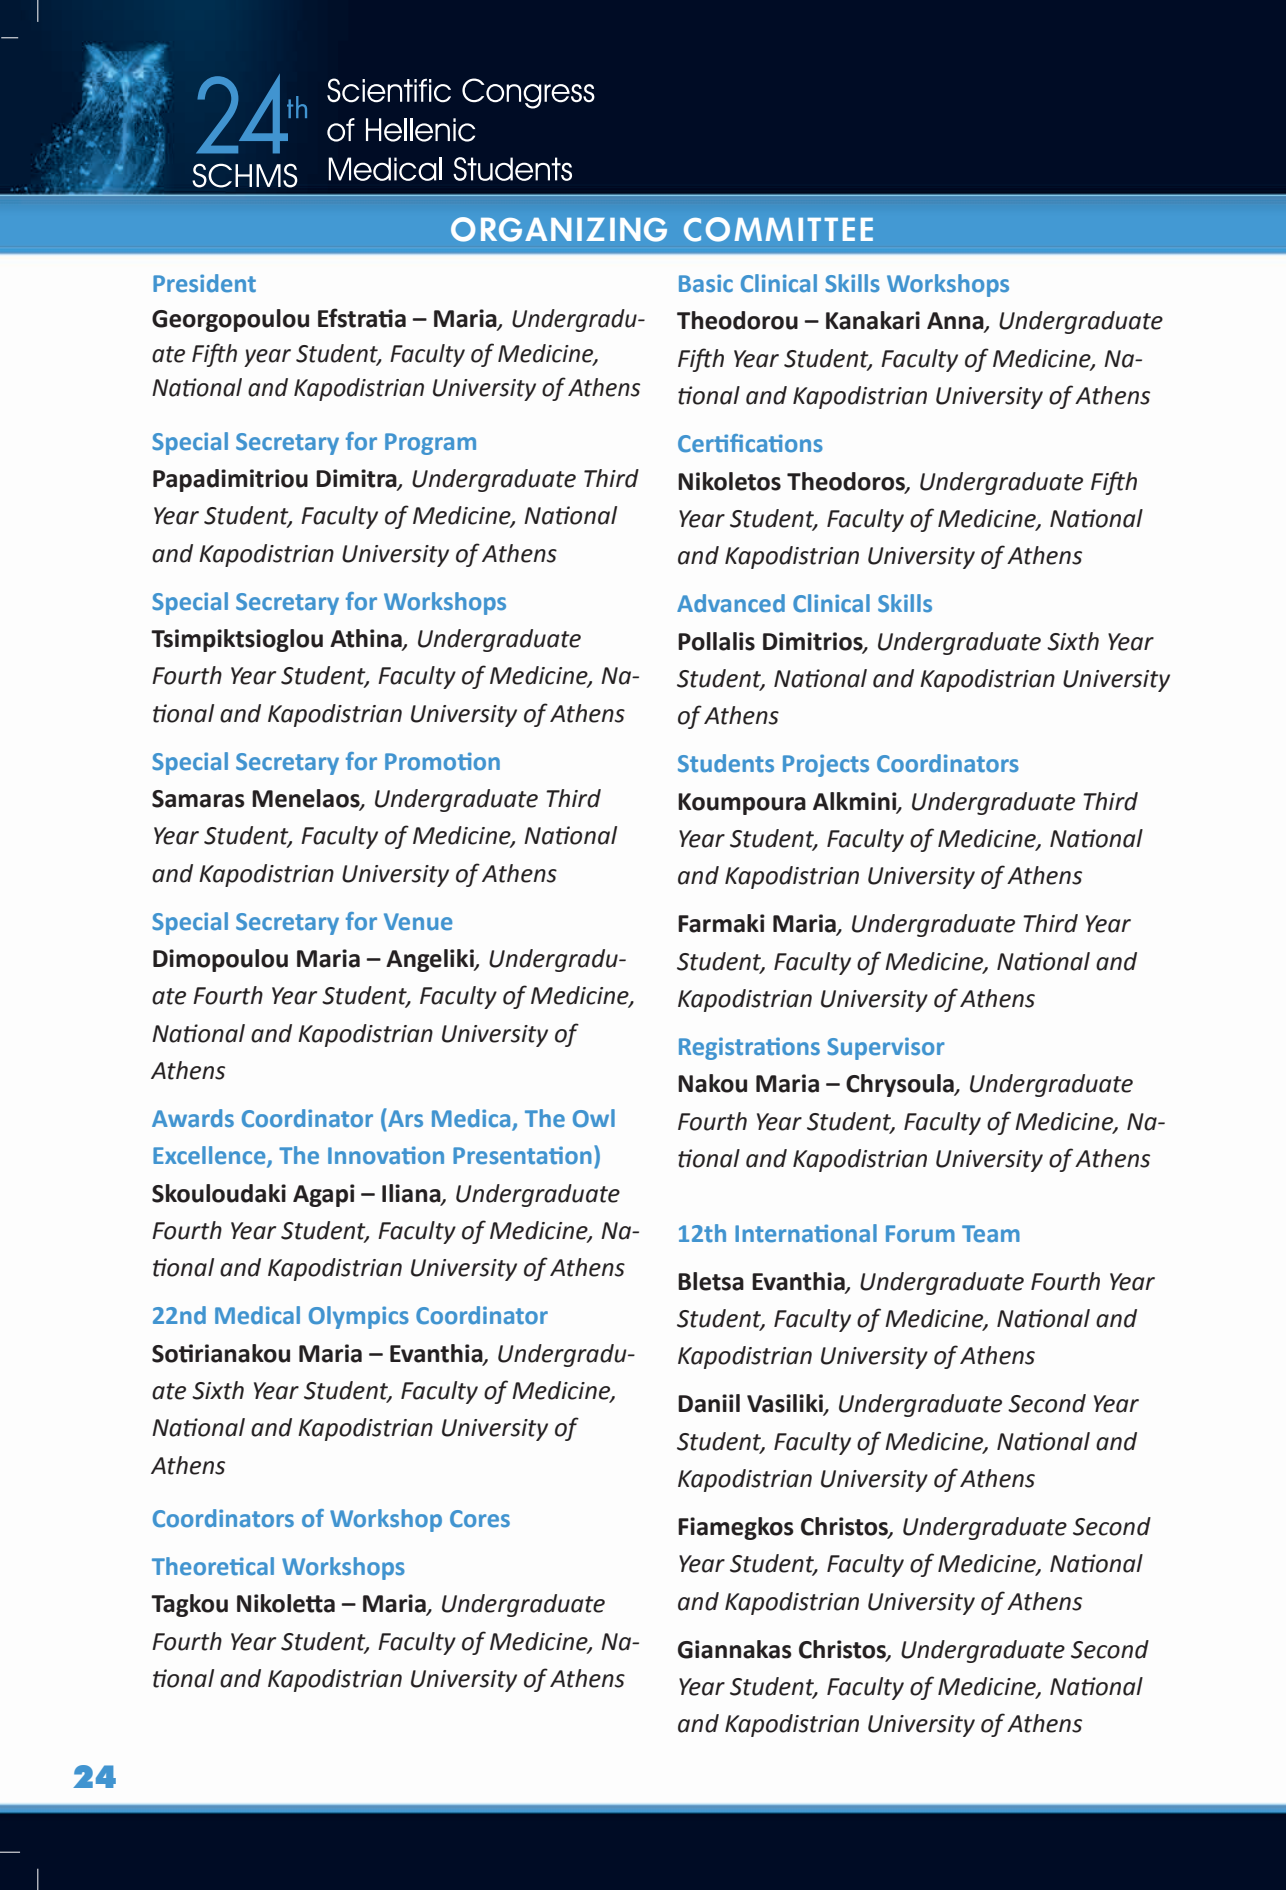 24th
SCHMS
Scientific Congress
of Hellenic
Medical Students
ORGANIZING COMMITTEE
President
Georgopoulou Efstratia – Maria, Undergradu-
ate Fifth year Student, Faculty of Medicine,
National and Kapodistrian University of Athens
Special Secretary for Program
Papadimitriou Dimitra, Undergraduate Third
Year Student, Faculty of Medicine, National
and Kapodistrian University of Athens
Special Secretary for Workshops
Tsimpiktsioglou Athina, Undergraduate
Fourth Year Student, Faculty of Medicine, Na-
tional and Kapodistrian University of Athens
Special Secretary for Promotion
Samaras Menelaos, Undergraduate Third
Year Student, Faculty of Medicine, National
and Kapodistrian University of Athens
Special Secretary for Venue
Dimopoulou Maria – Angeliki, Undergradu-
ate Fourth Year Student, Faculty of Medicine,
National and Kapodistrian University of
Athens
Awards Coordinator (Ars Medica, The Owl
Excellence, The Innovation Presentation)
Skouloudaki Agapi – Iliana, Undergraduate
Fourth Year Student, Faculty of Medicine, Na-
tional and Kapodistrian University of Athens
22nd Medical Olympics Coordinator
Sotirianakou Maria – Evanthia, Undergradu-
ate Sixth Year Student, Faculty of Medicine,
National and Kapodistrian University of
Athens
Coordinators of Workshop Cores
Theoretical Workshops
Tagkou Nikoletta – Maria, Undergraduate
Fourth Year Student, Faculty of Medicine, Na-
tional and Kapodistrian University of Athens
Basic Clinical Skills Workshops
Theodorou – Kanakari Anna, Undergraduate
Fifth Year Student, Faculty of Medicine, Na-
tional and Kapodistrian University of Athens
Certifications
Nikoletos Theodoros, Undergraduate Fifth
Year Student, Faculty of Medicine, National
and Kapodistrian University of Athens
Advanced Clinical Skills
Pollalis Dimitrios, Undergraduate Sixth Year
Student, National and Kapodistrian University
of Athens
Students Projects Coordinators
Koumpoura Alkmini, Undergraduate Third
Year Student, Faculty of Medicine, National
and Kapodistrian University of Athens
Farmaki Maria, Undergraduate Third Year
Student, Faculty of Medicine, National and
Kapodistrian University of Athens
Registrations Supervisor
Nakou Maria – Chrysoula, Undergraduate
Fourth Year Student, Faculty of Medicine, Na-
tional and Kapodistrian University of Athens
12th International Forum Team
Bletsa Evanthia, Undergraduate Fourth Year
Student, Faculty of Medicine, National and
Kapodistrian University of Athens
Daniil Vasiliki, Undergraduate Second Year
Student, Faculty of Medicine, National and
Kapodistrian University of Athens
Fiamegkos Christos, Undergraduate Second
Year Student, Faculty of Medicine, National
and Kapodistrian University of Athens
Giannakas Christos, Undergraduate Second
Year Student, Faculty of Medicine, National
and Kapodistrian University of Athens
24